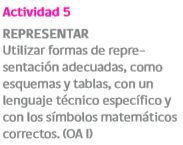 Actividad 5
REPRESENTAR
Utilizar formas de repre-
sentación adecuadas, como
esquemas y tablas, con un
lenguaje técnico específico y
con los símbolos matemáticos
correctos. (OA l)